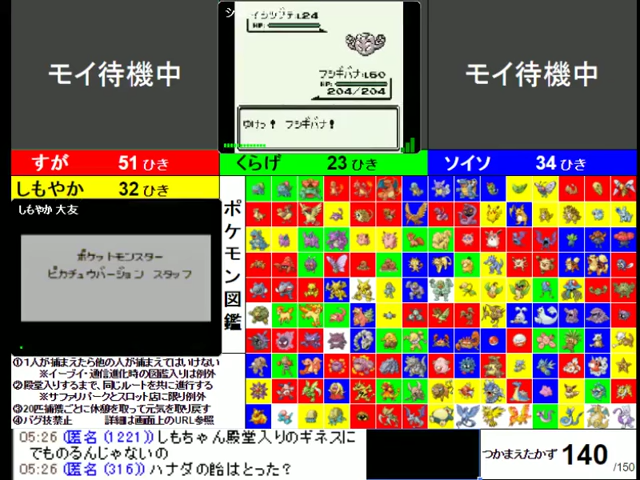 モイ待機中
シ
イシツブテ:L24
HP:
フシギバナ:L60
HP:
204/204
ゆけっ! フシギバナ!
モイ待機中
すが 51 ひき
くらげ 23 ひき
ソイソ 34 ひき
しもやか 32 ひき
しもやか 大友
ポケットモンスター
ピカチュウバージョン スタッフ
ポケモン図鑑
①1人が捕まえたら他の人が捕まえてはいけない
※イーブイ・通信進化時の図鑑入りは例外
②殿堂入りするまで、同じルートを共に進行する
※サファリパークとスロット店に限り例外
③20匹捕獲ごとに休憩を取って元気を取り戻す
④バグ技禁止 詳細は画面上のURL参照
05:26 (匿名(1221)) しもちゃん殿堂入りのギネスに
でものるんじゃないの
05:26 (匿名(316)) ハナダの飴はとった?
つかまえたかず 140 /150